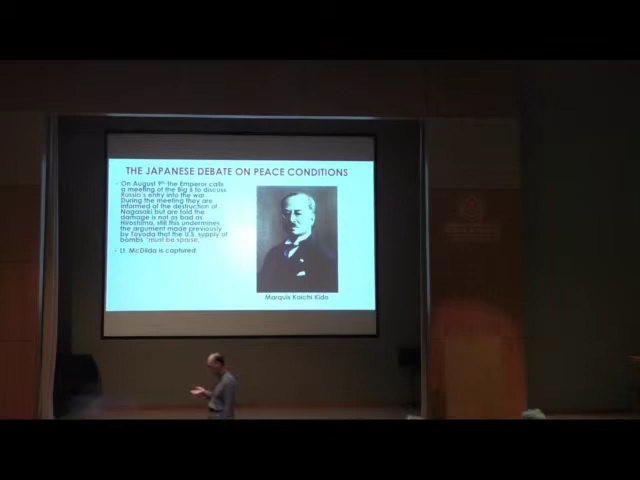 THE JAPANESE DEBATE ON PEACE CONDITIONS
On August 9th the Emperor calls
a meeting of the Big 6 to discuss
Russia's entry into the war.
During the meeting they are
informed of the destruction of
Nagasaki but are told the
damage is not as bad as
Hiroshima, still this undermines
the argument made previously
by Toyoda that the U.S. supply of
bombs "must be sparse."
Lt. McDilda is captured
Marquis Koichi Kido